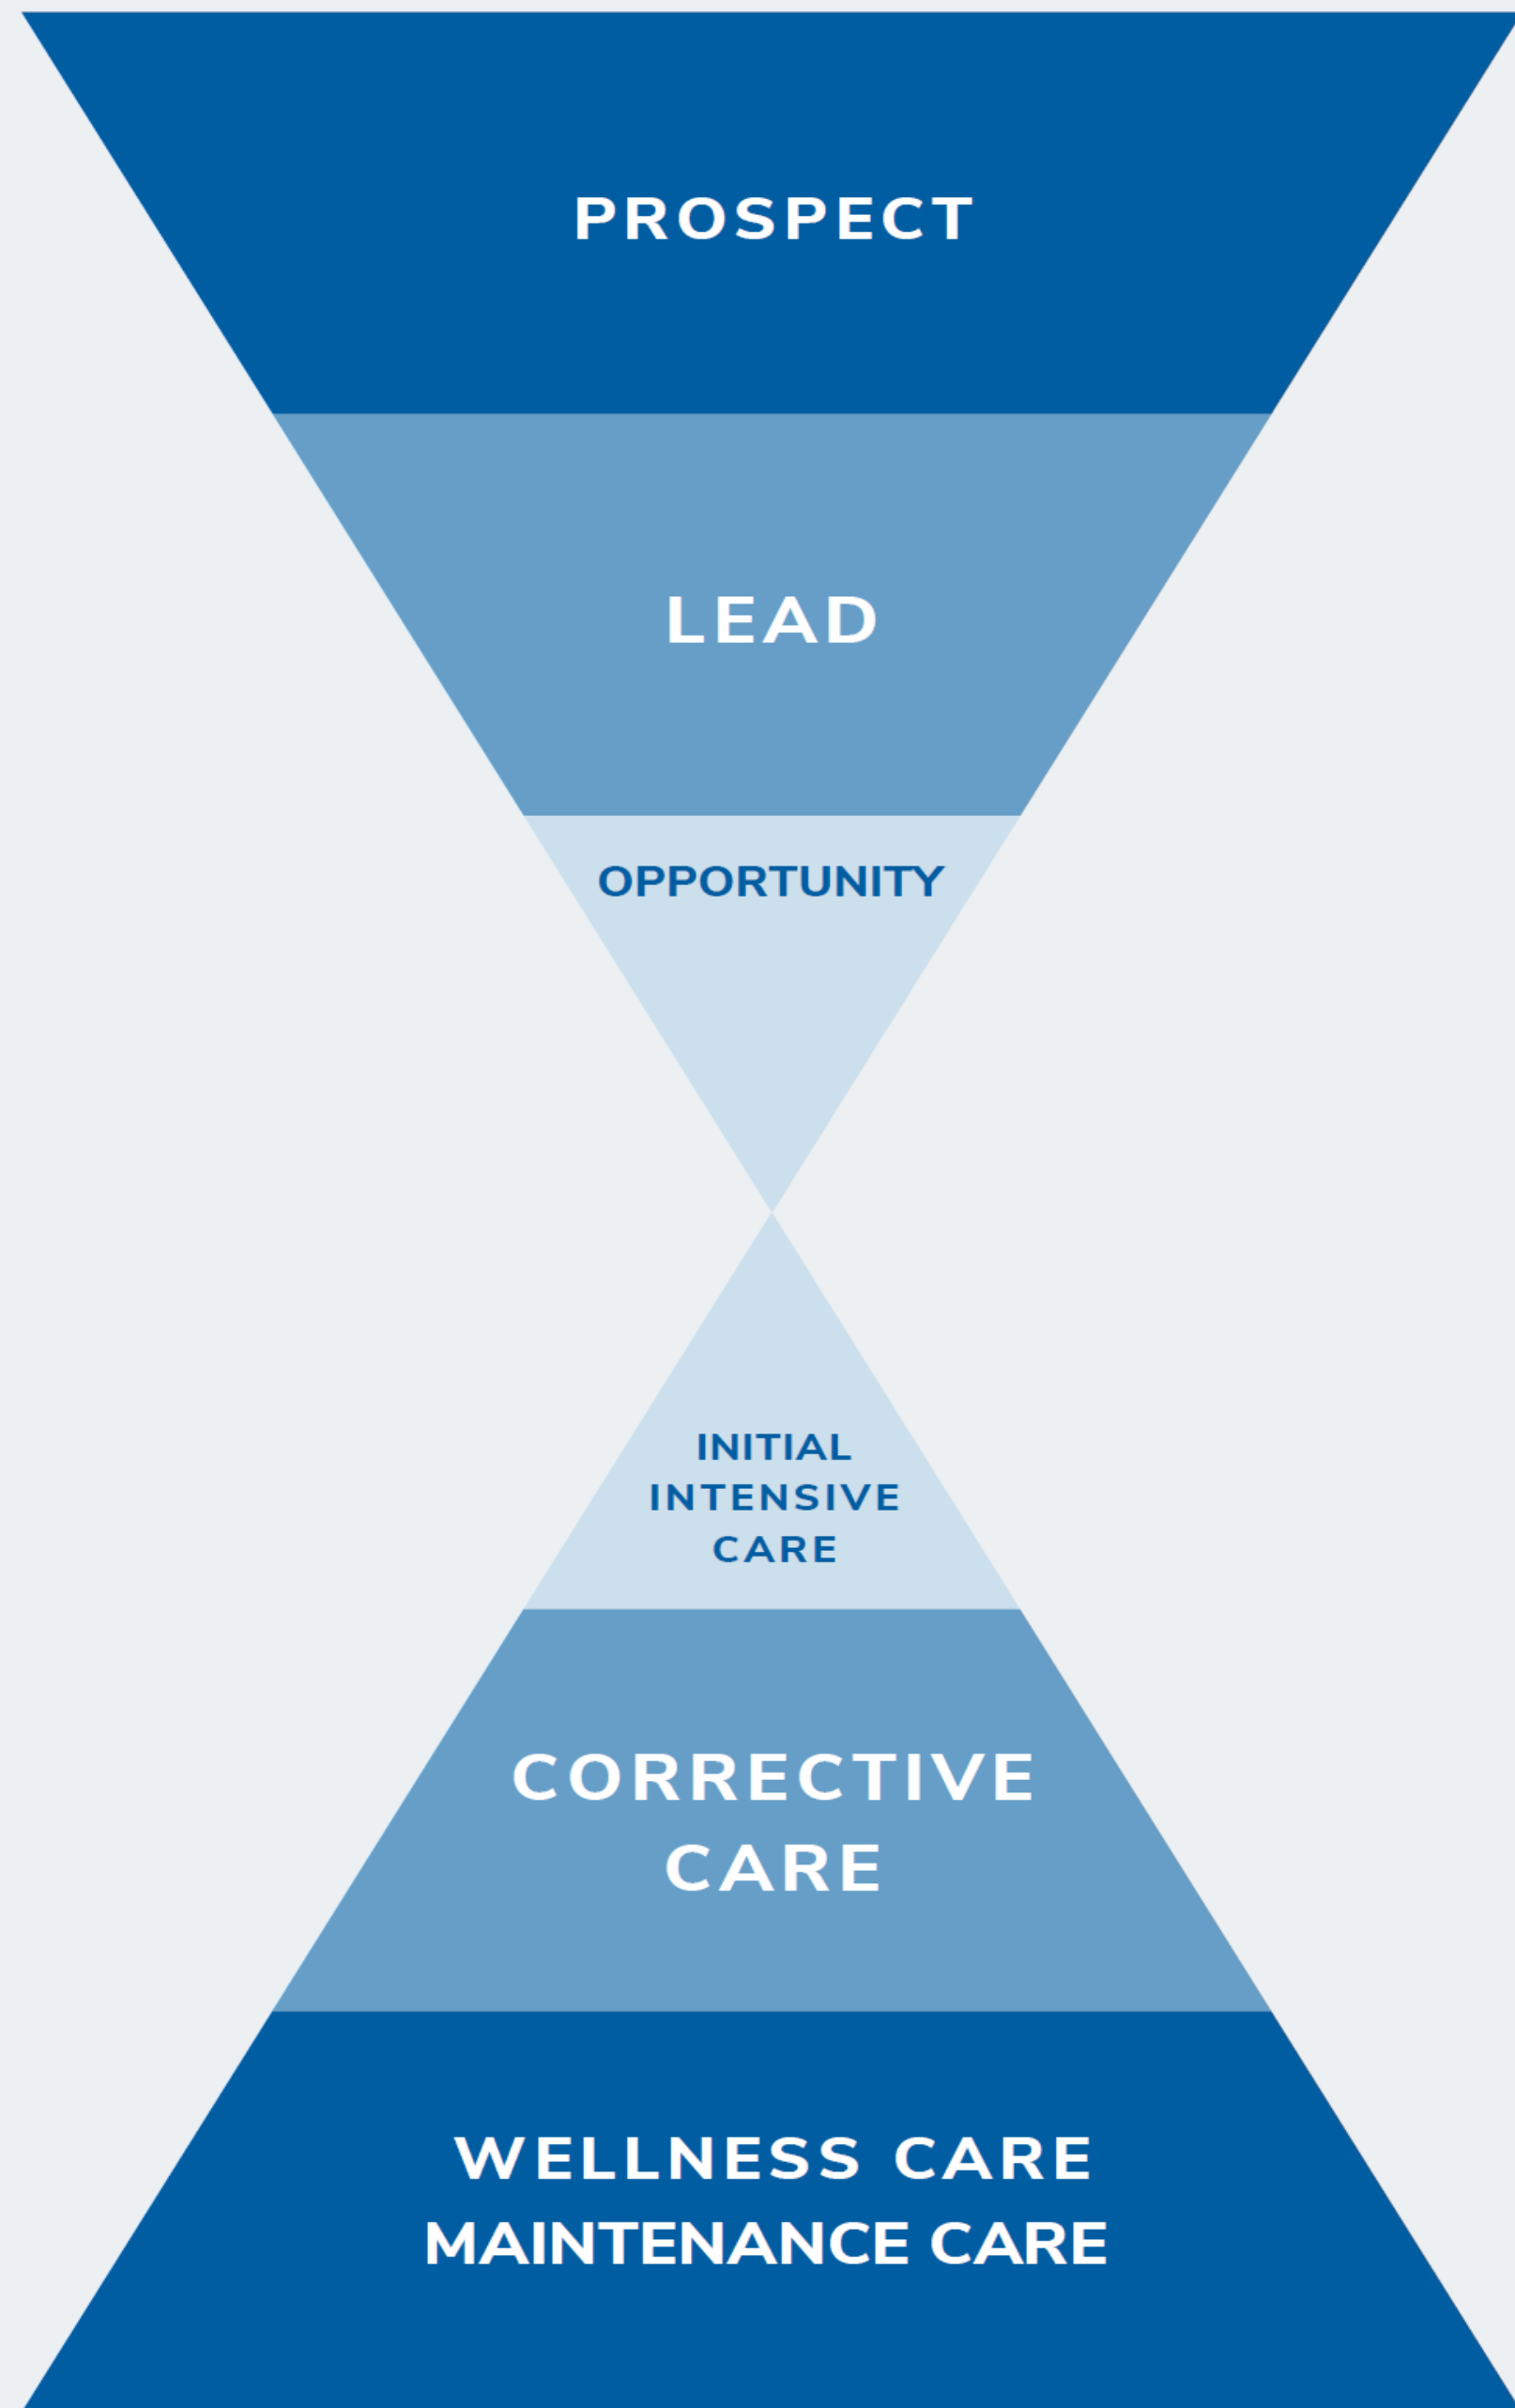 PROSPECT
LEAD
OPPORTUNITY
INITIAL
INTENSIVE
CARE
CORRECTIVE
CARE
WELLNESS CARE
MAINTENANCE CARE